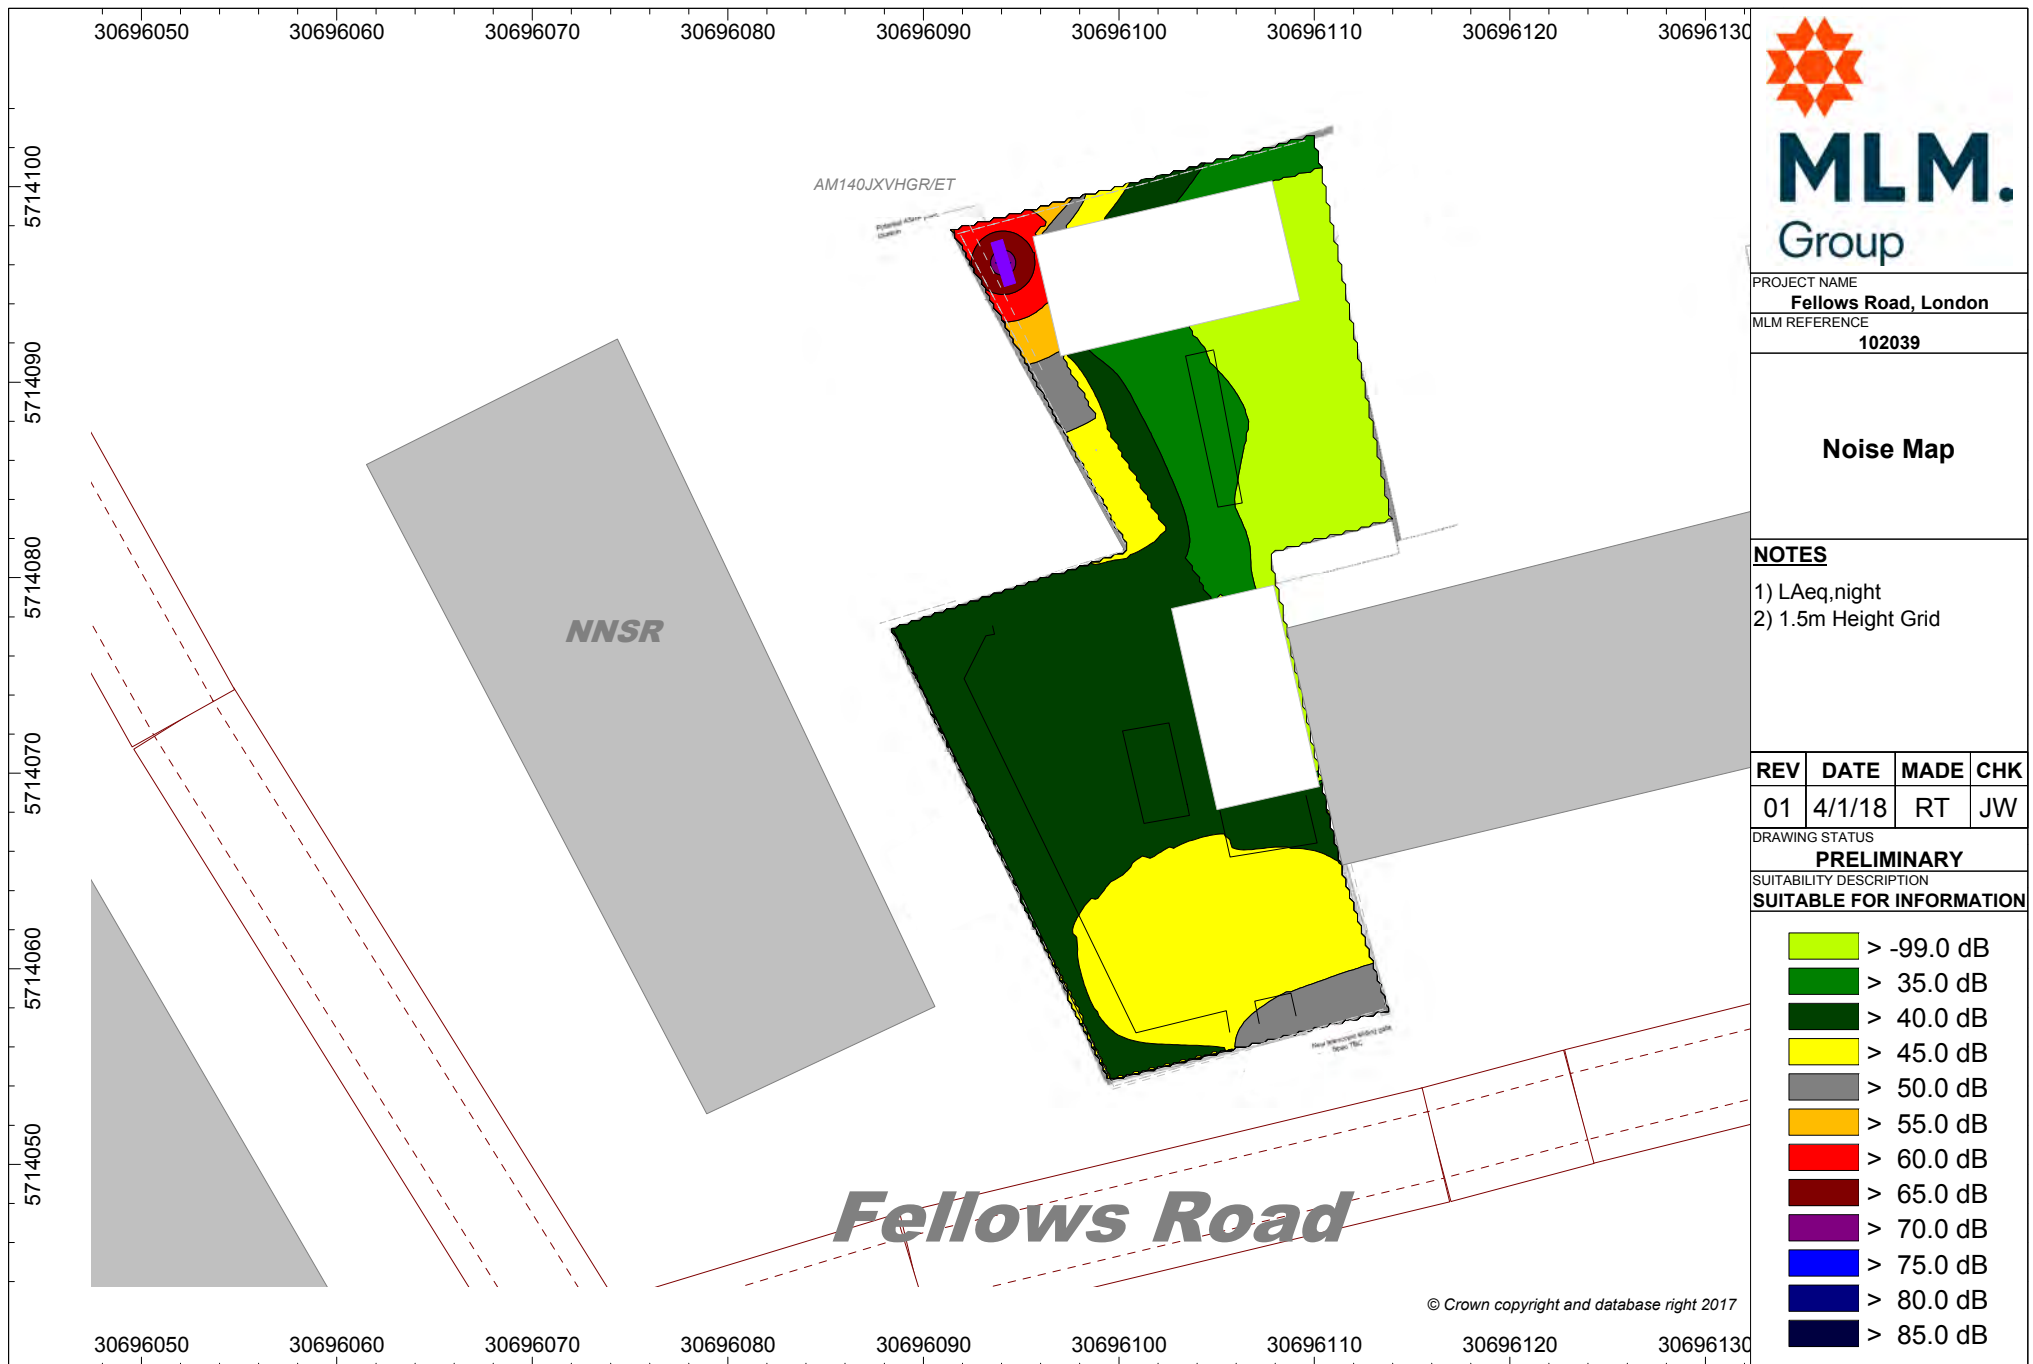 30696050 30696060 30696070 30696080 30696090 30696100 30696110 30696120 30696130
5714100
5714090
5714080
5714070
5714060
5714050
AM140JXVHGR/ET
NNSR
Fellows Road
© Crown copyright and database right 2017
30696050 30696060 30696070 30696080 30696090 30696100 30696110 30696120 30696130
MLM.
Group
PROJECT NAME
Fellows Road, London
MLM REFERENCE
102039
Noise Map
NOTES
1) LAeq,night
2) 1.5m Height Grid
REV DATE MADE CHK
01 4/1/18 RT JW
DRAWING STATUS
PRELIMINARY
SUITABILITY DESCRIPTION
SUITABLE FOR INFORMATION
> -99.0 dB
> 35.0 dB
> 40.0 dB
> 45.0 dB
> 50.0 dB
> 55.0 dB
> 60.0 dB
> 65.0 dB
> 70.0 dB
> 75.0 dB
> 80.0 dB
> 85.0 dB